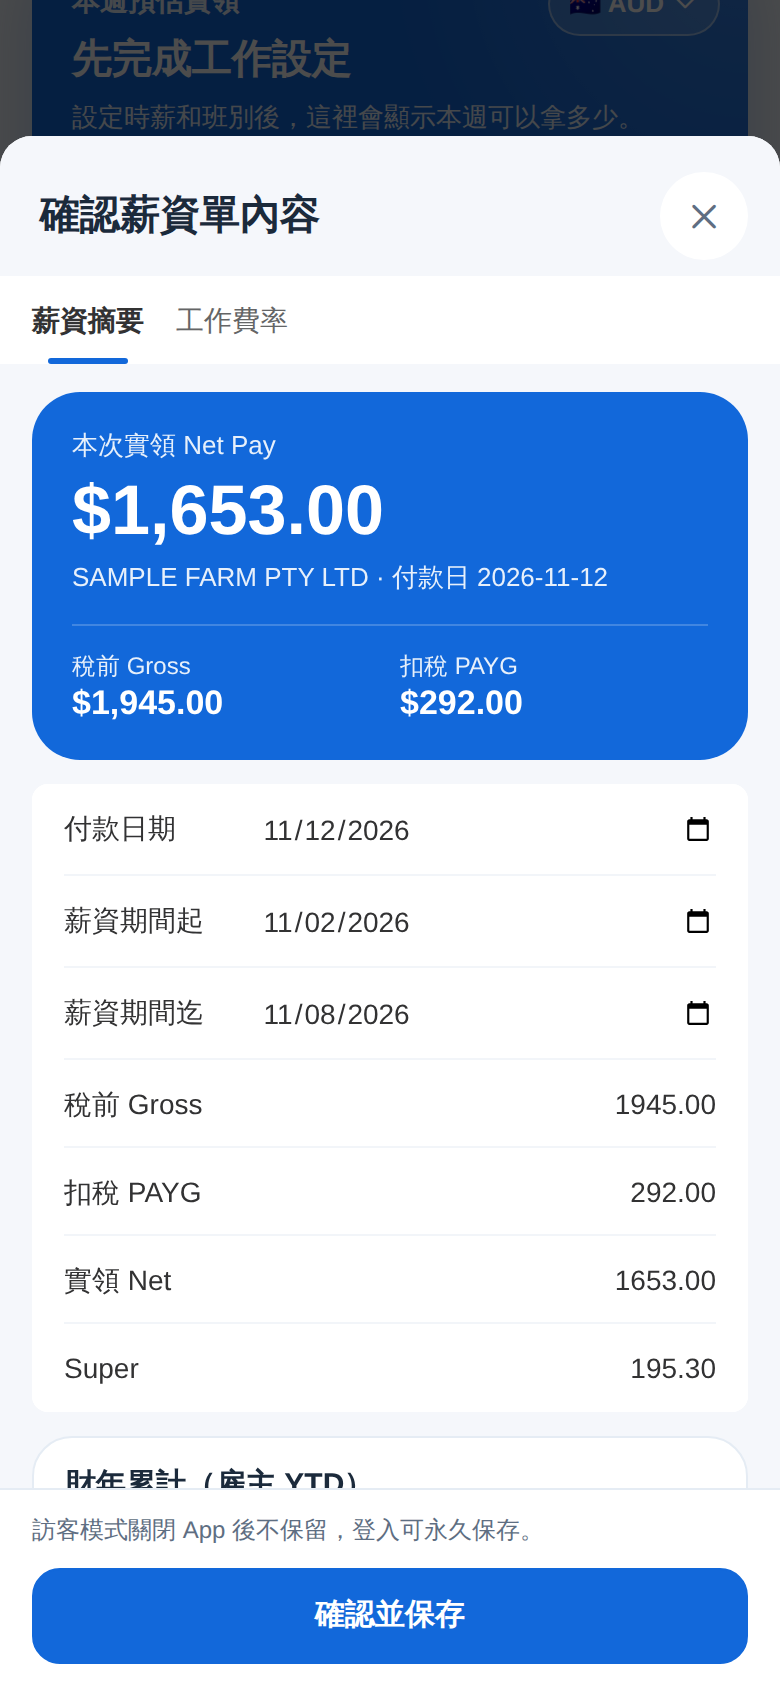 本週預估實領
AUD
先完成工作設定
設定時薪和班別後，這裡會顯示本週可以拿多少。
確認薪資單內容
薪資摘要 工作費率
本次實領 Net Pay
$1,653.00
SAMPLE FARM PTY LTD · 付款日 2026-11-12
稅前 Gross 扣稅 PAYG
$1,945.00 $292.00
付款日期 11/12/2026
薪資期間起 11/02/2026
薪資期間迄 11/08/2026
稅前 Gross 1945.00
扣稅 PAYG 292.00
實領 Net 1653.00
Super 195.30
財年累計（雇主 YTD）
訪客模式關閉 App 後不保留，登入可永久保存。
確認並保存